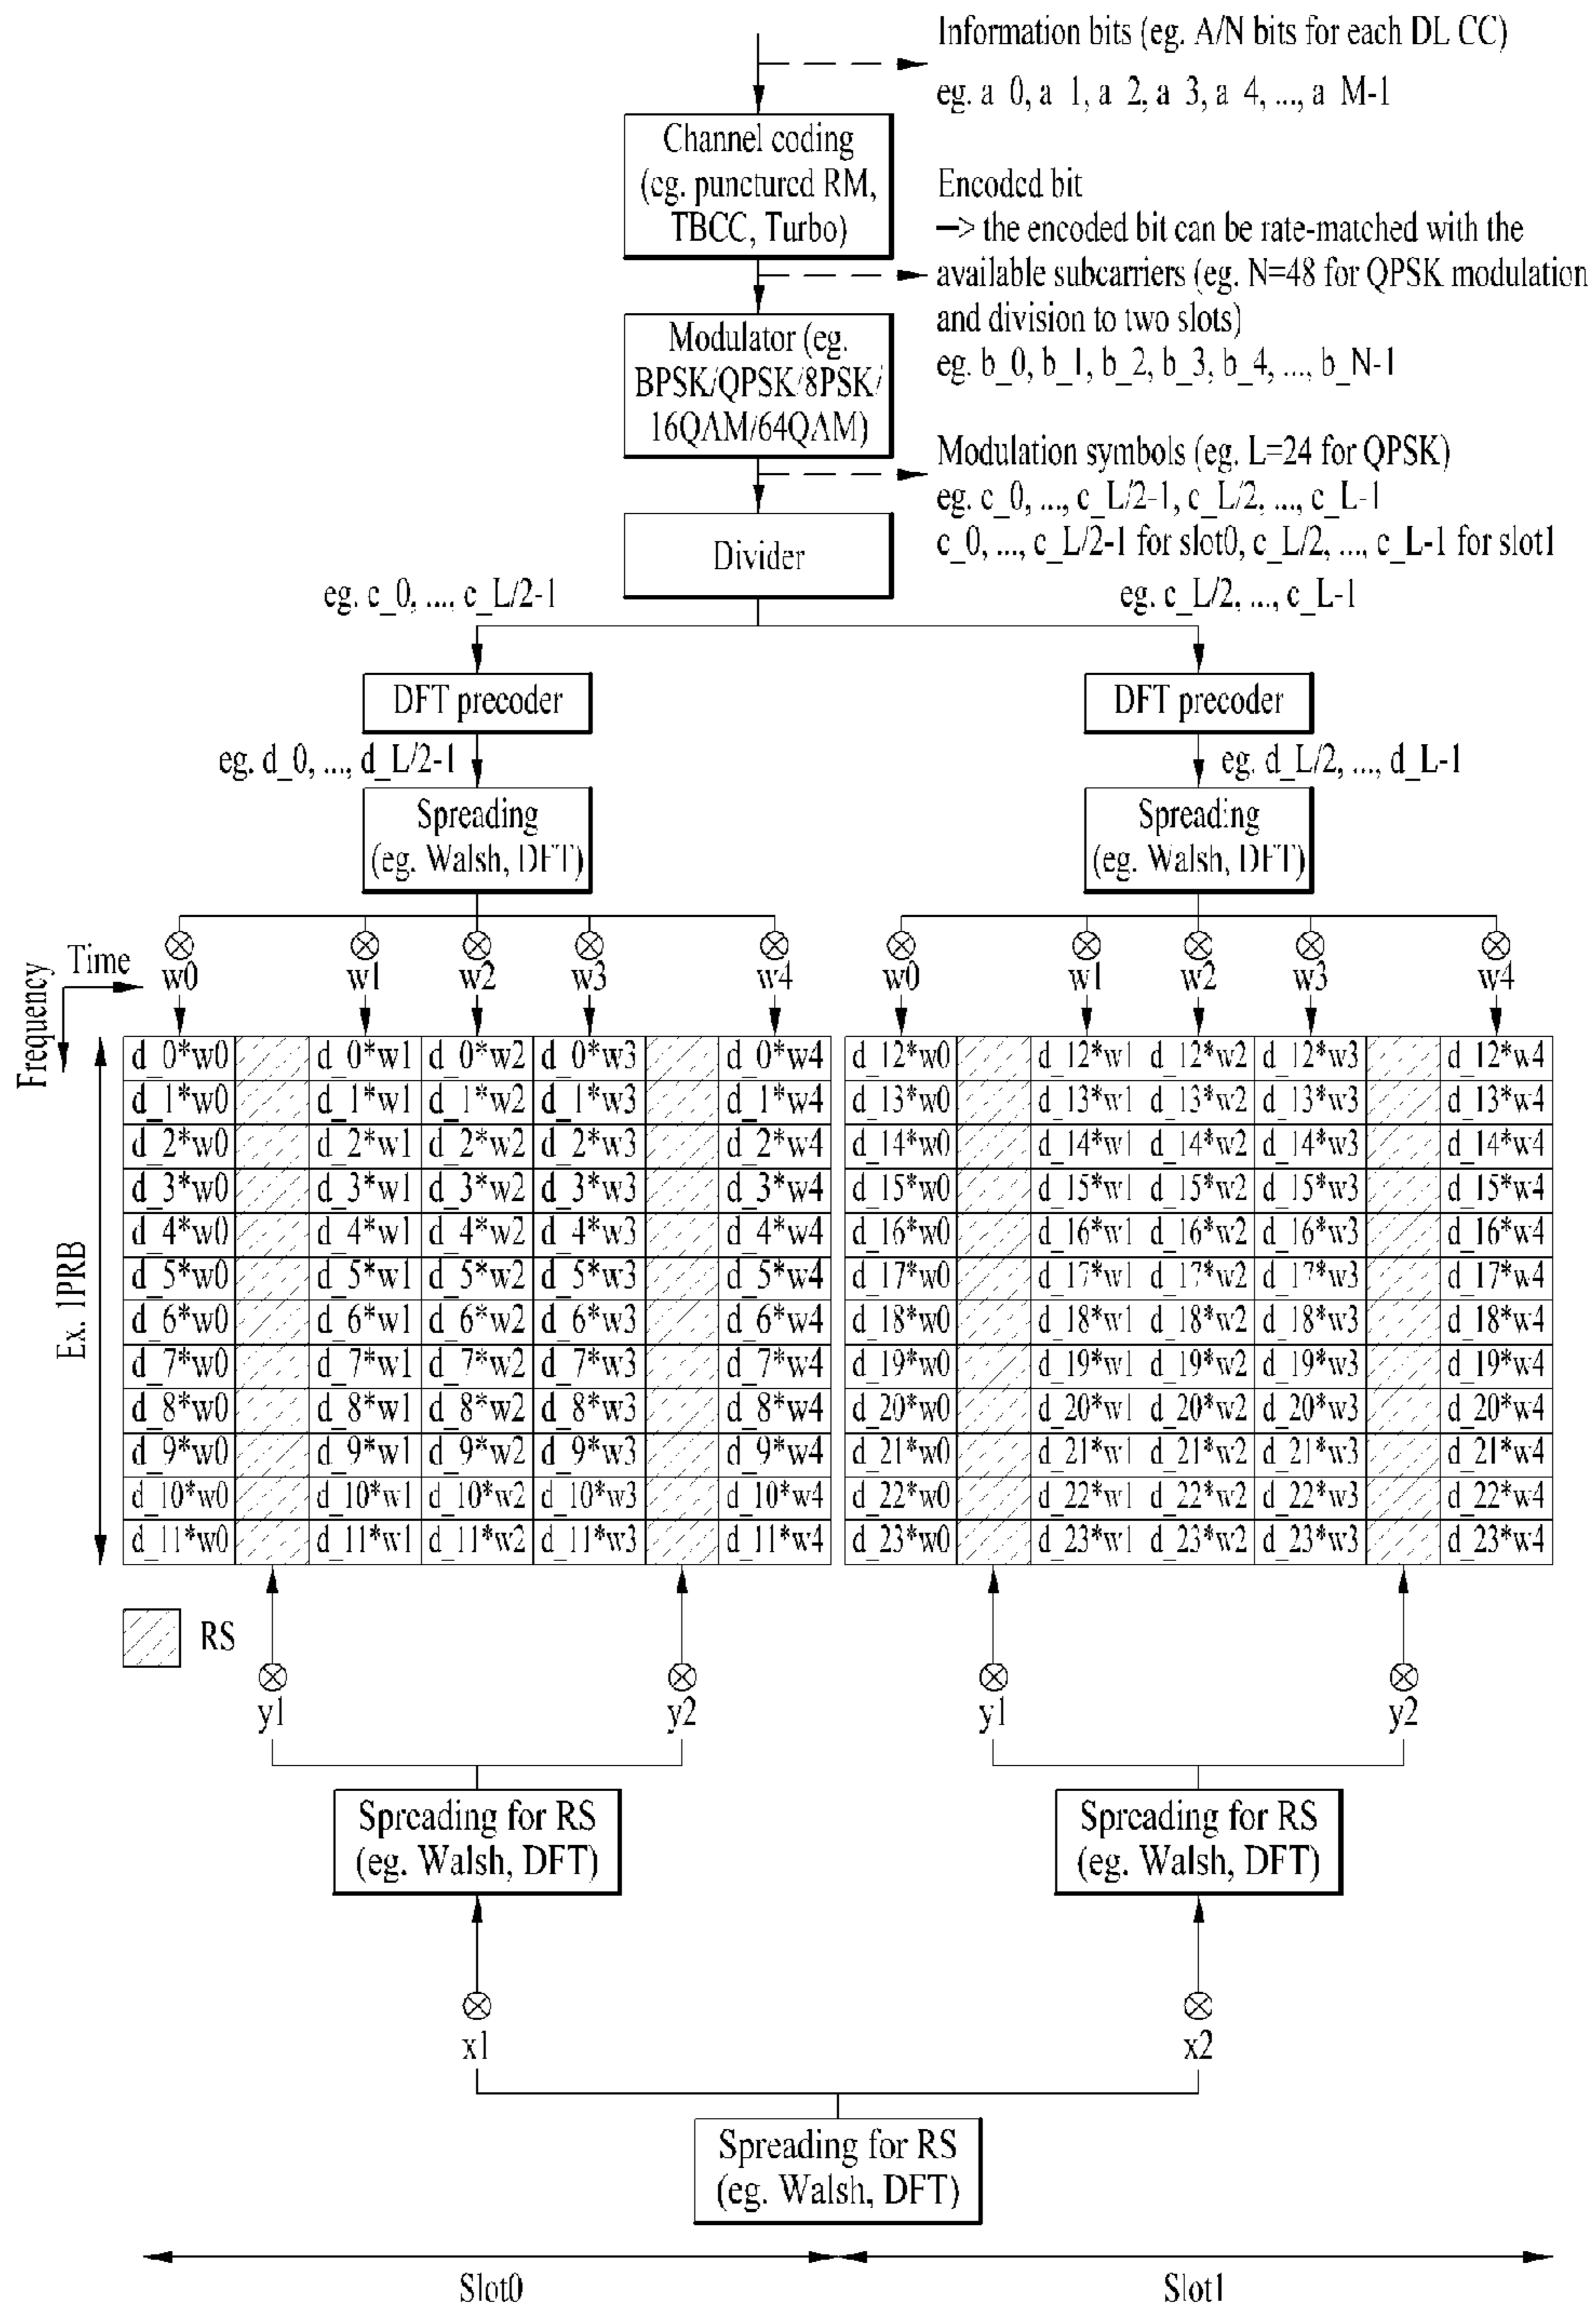 Information bits (eg. A/N bits for each DL CC)
eg. a_0, a_1, a_2, a_3, a_4, ..., a_M-1
Channel coding
(eg. punctured RM,
TBCC, Turbo)
Encoded bit
—> the encoded bit can be rate-matched with the
available subcarriers (eg. N=48 for QPSK modulation
and division to two slots)
eg. b_0, b_1, b_2, b_3, b_4, ..., b_N-1
Modulator (eg.
BPSK/QPSK/8PSK/
16QAM/64QAM)
Modulation symbols (eg. L=24 for QPSK)
eg. c_0, ..., c_L/2-1, c_L/2, ..., c_L-1
c_0, ..., c_L/2-1 for slot0, c_L/2, ..., c_L-1 for slot1
Divider
eg. c_0, ..., c_L/2-1 eg. c_L/2, ..., c_L-1
DFT precoder DFT precoder
eg. d_0, ..., d_L/2-1 eg. d_L/2, ..., d_L-1
Spreading Spreading
(eg. Walsh, DFT) (eg. Walsh, DFT)
Time
Frequency
w0 w1 w2 w3 w4 w0 w1 w2 w3 w4
Ex. 1PRB
d_0*w0 d_0*w1 d_0*w2 d_0*w3 d_0*w4 d_12*w0 d_12*w1 d_12*w2 d_12*w3 d_12*w4
d_1*w0 d_1*w1 d_1*w2 d_1*w3 d_1*w4 d_13*w0 d_13*w1 d_13*w2 d_13*w3 d_13*w4
d_2*w0 d_2*w1 d_2*w2 d_2*w3 d_2*w4 d_14*w0 d_14*w1 d_14*w2 d_14*w3 d_14*w4
d_3*w0 d_3*w1 d_3*w2 d_3*w3 d_3*w4 d_15*w0 d_15*w1 d_15*w2 d_15*w3 d_15*w4
d_4*w0 d_4*w1 d_4*w2 d_4*w3 d_4*w4 d_16*w0 d_16*w1 d_16*w2 d_16*w3 d_16*w4
d_5*w0 d_5*w1 d_5*w2 d_5*w3 d_5*w4 d_17*w0 d_17*w1 d_17*w2 d_17*w3 d_17*w4
d_6*w0 d_6*w1 d_6*w2 d_6*w3 d_6*w4 d_18*w0 d_18*w1 d_18*w2 d_18*w3 d_18*w4
d_7*w0 d_7*w1 d_7*w2 d_7*w3 d_7*w4 d_19*w0 d_19*w1 d_19*w2 d_19*w3 d_19*w4
d_8*w0 d_8*w1 d_8*w2 d_8*w3 d_8*w4 d_20*w0 d_20*w1 d_20*w2 d_20*w3 d_20*w4
d_9*w0 d_9*w1 d_9*w2 d_9*w3 d_9*w4 d_21*w0 d_21*w1 d_21*w2 d_21*w3 d_21*w4
d_10*w0 d_10*w1 d_10*w2 d_10*w3 d_10*w4 d_22*w0 d_22*w1 d_22*w2 d_22*w3 d_22*w4
d_11*w0 d_11*w1 d_11*w2 d_11*w3 d_11*w4 d_23*w0 d_23*w1 d_23*w2 d_23*w3 d_23*w4
RS
y1 y2 y1 y2
Spreading for RS Spreading for RS
(eg. Walsh, DFT) (eg. Walsh, DFT)
x1 x2
Spreading for RS
(eg. Walsh, DFT)
Slot0 Slot1